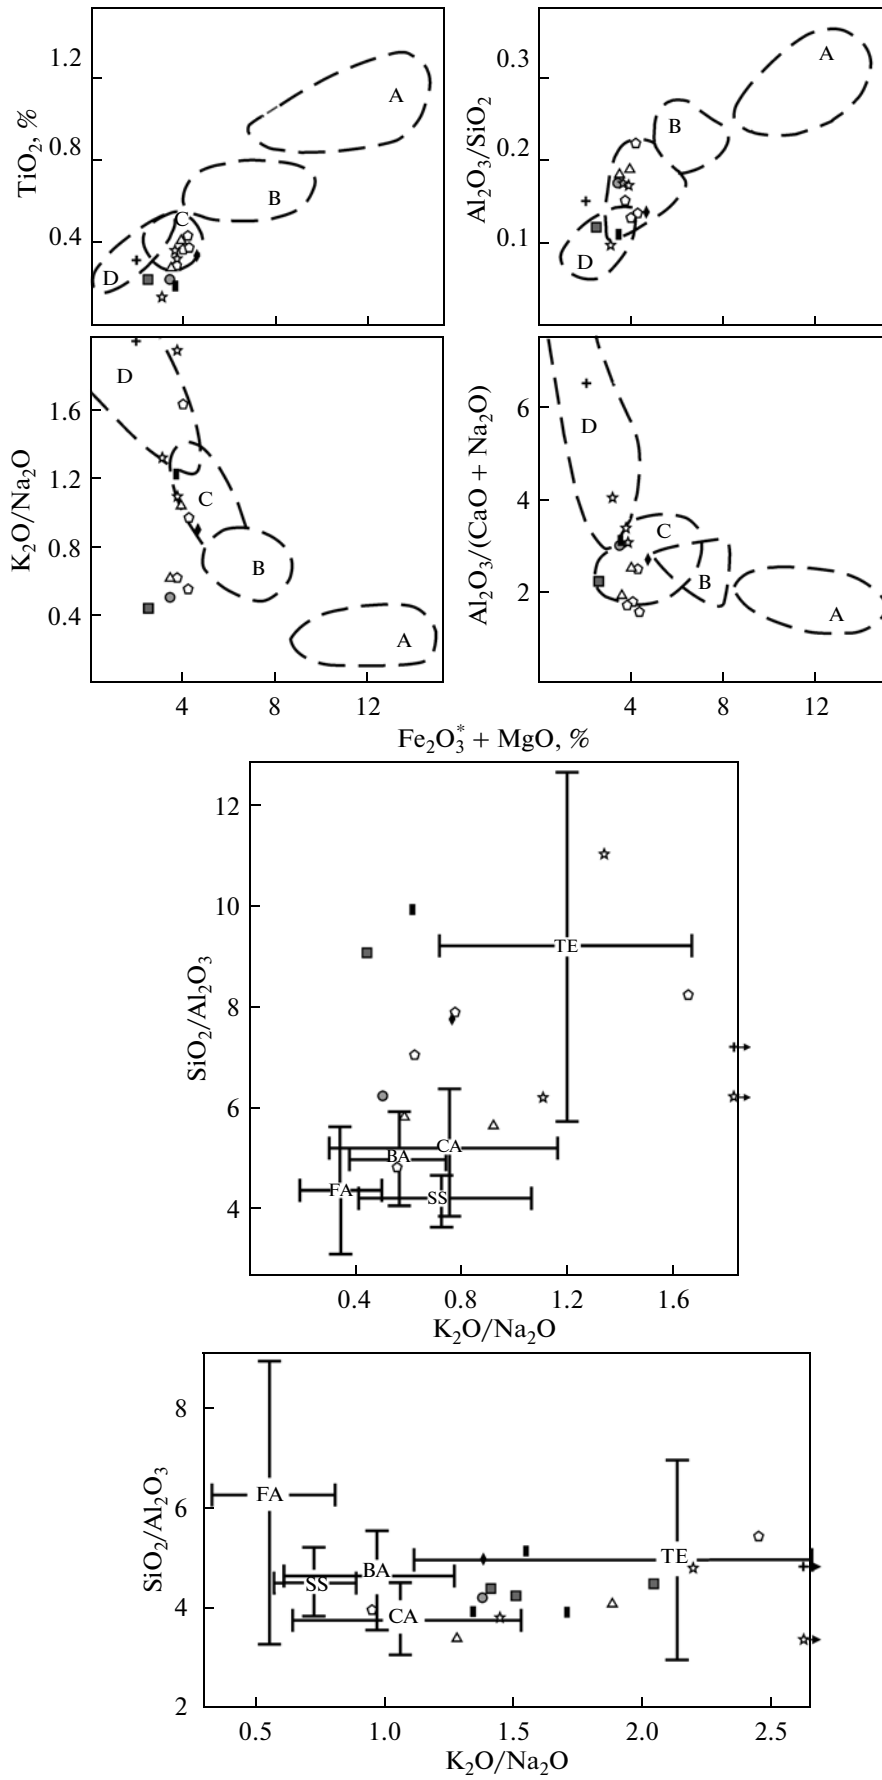 TiO2, %
1.2
0.8
0.4
A
B
C
D
Al2O3/SiO2
0.3
0.2
0.1
A
B
D
K2O/Na2O
1.6
1.2
0.8
0.4
D
C
B
A
4 8 12
Al2O3/(CaO + Na2O)
6
4
2
D
C
B
A
4 8 12
Fe2O3* + MgO, %
SiO2/Al2O3
12
10
8
6
4
TE
CA
BA
FA
SS
0.4 0.8 1.2 1.6
K2O/Na2O
SiO2/Al2O3
8
6
4
2
FA
TE
BA
SS
CA
0.5 1.0 1.5 2.0 2.5
K2O/Na2O